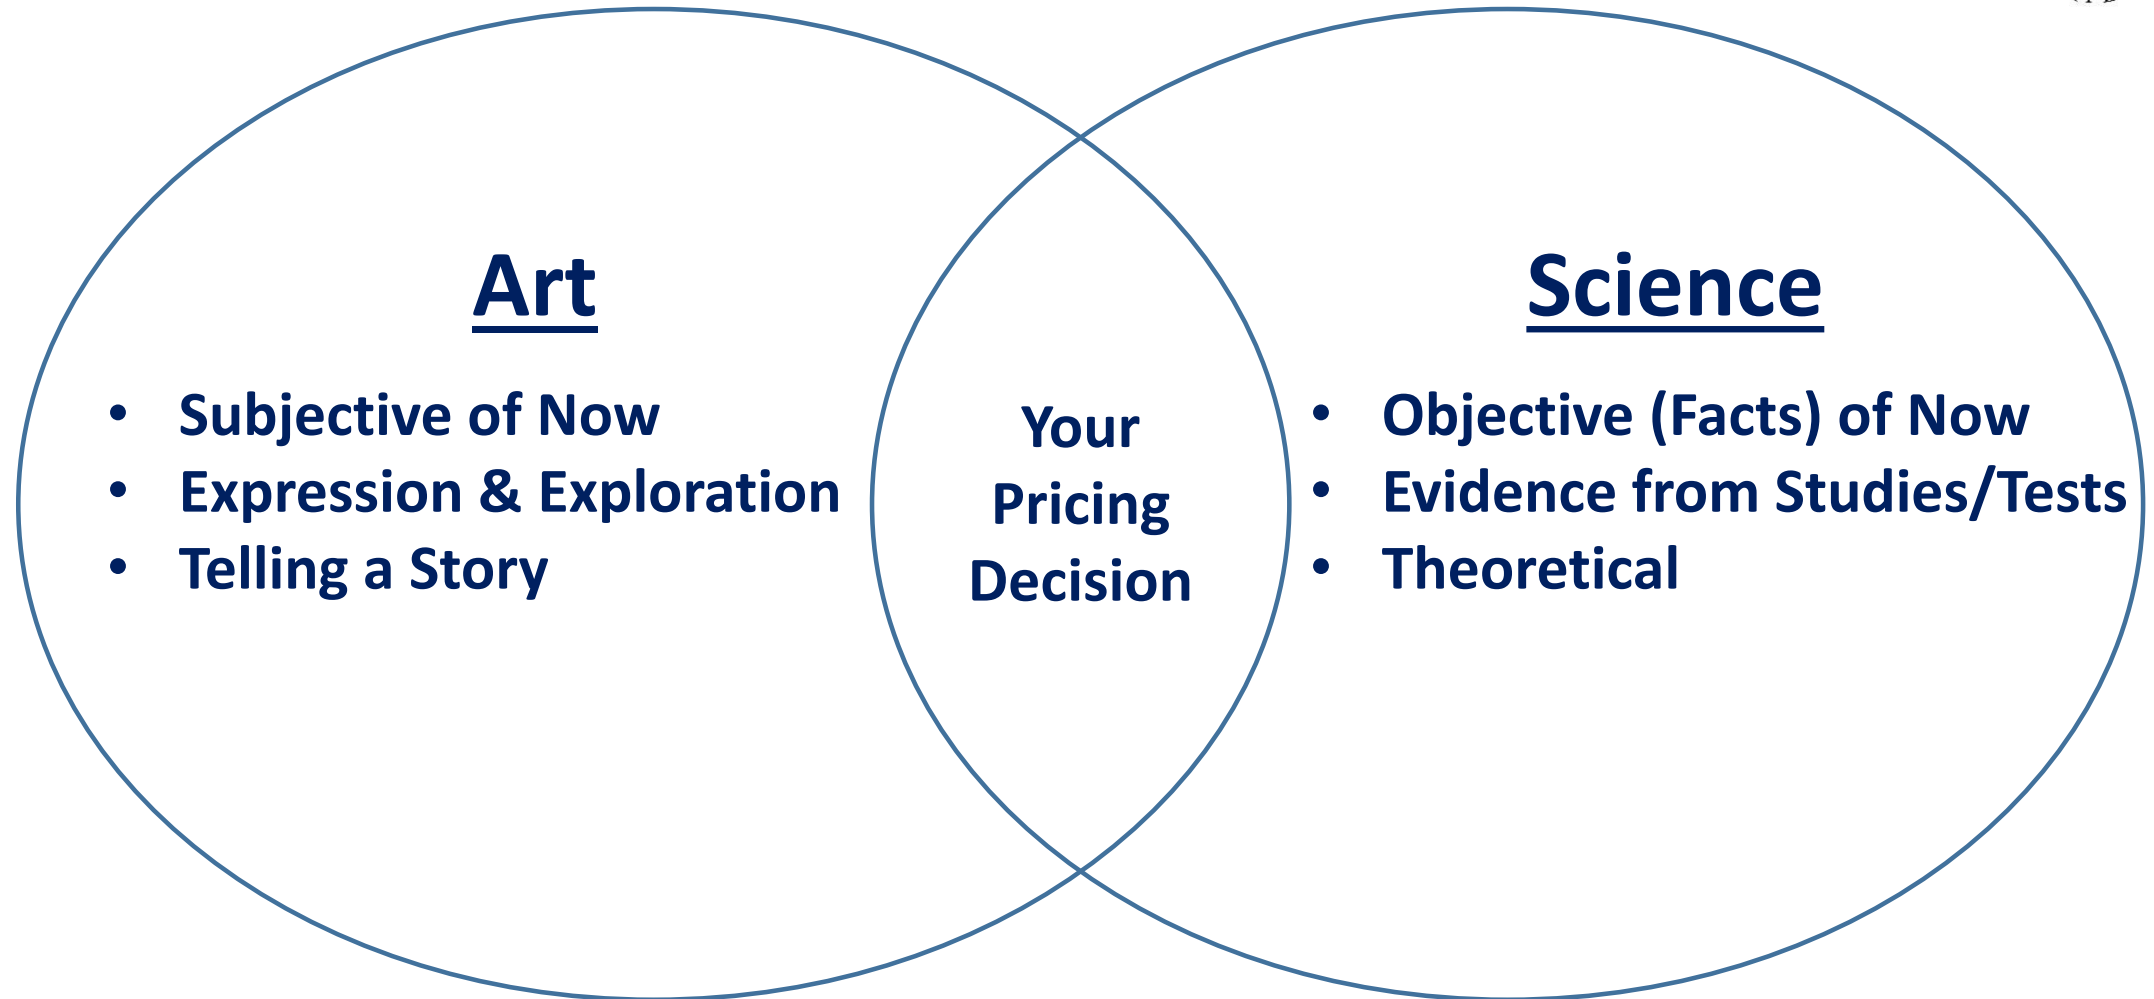 Art
• Subjective of Now
• Expression & Exploration
• Telling a Story
Your
Pricing
Decision
Science
• Objective (Facts) of Now
• Evidence from Studies/Tests
• Theoretical